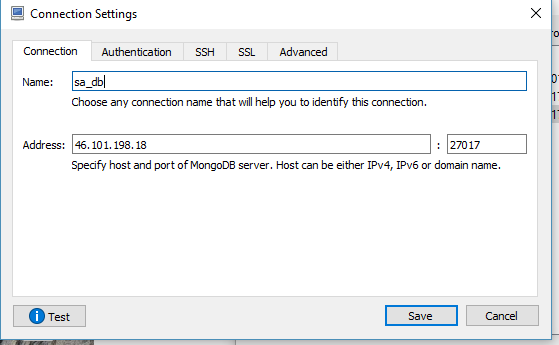 Connection Settings
Connection Authentication SSH SSL Advanced
Name: sa_db
Choose any connection name that will help you to identify this connection.
Address: 46.101.198.18 : 27017
Specify host and port of MongoDB server. Host can be either IPv4, IPv6 or domain name.
Test Save Cancel